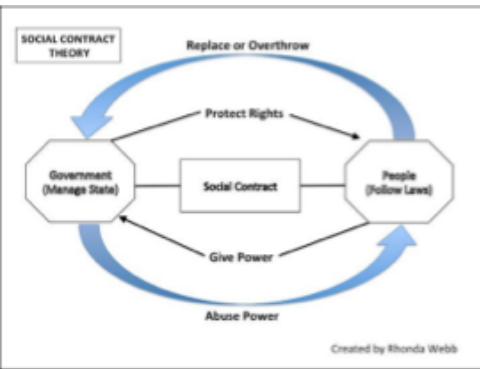 SOCIAL CONTRACT
THEORY
Replace or Overthrow
Protect Rights
Government
(Manage State)
Social Contract
People
(Follow Laws)
Give Power
Abuse Power
Created by Rhonda Webb